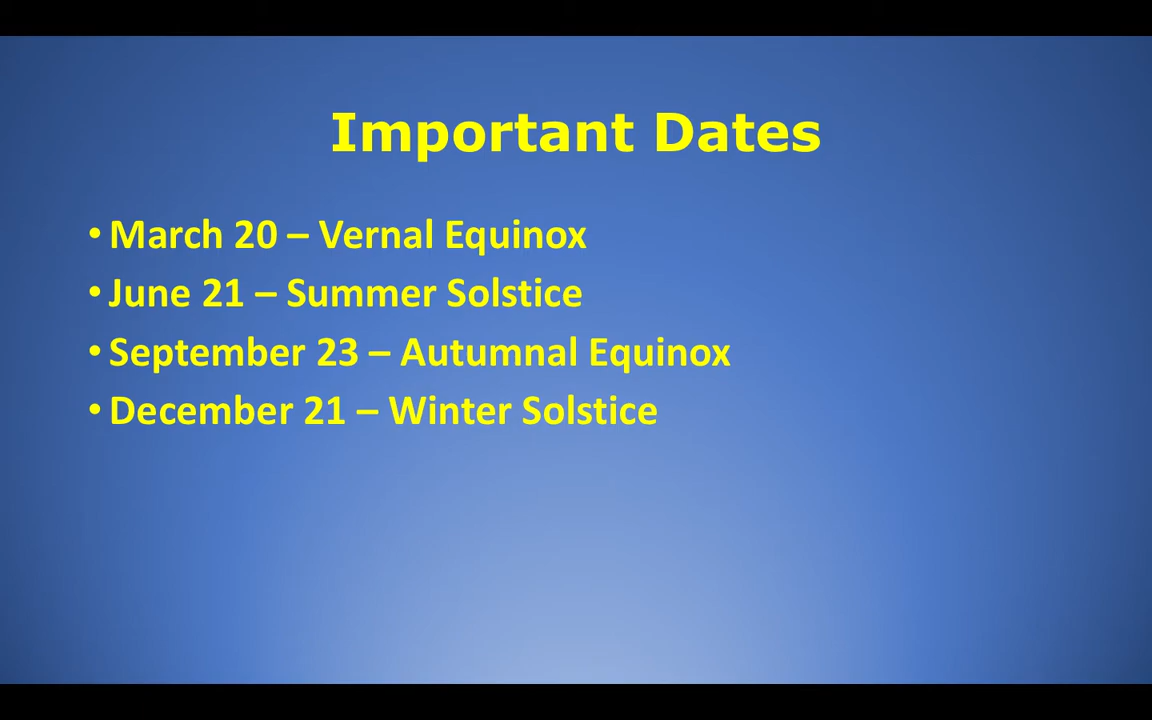 Important Dates
• March 20 – Vernal Equinox
• June 21 – Summer Solstice
• September 23 – Autumnal Equinox
• December 21 – Winter Solstice